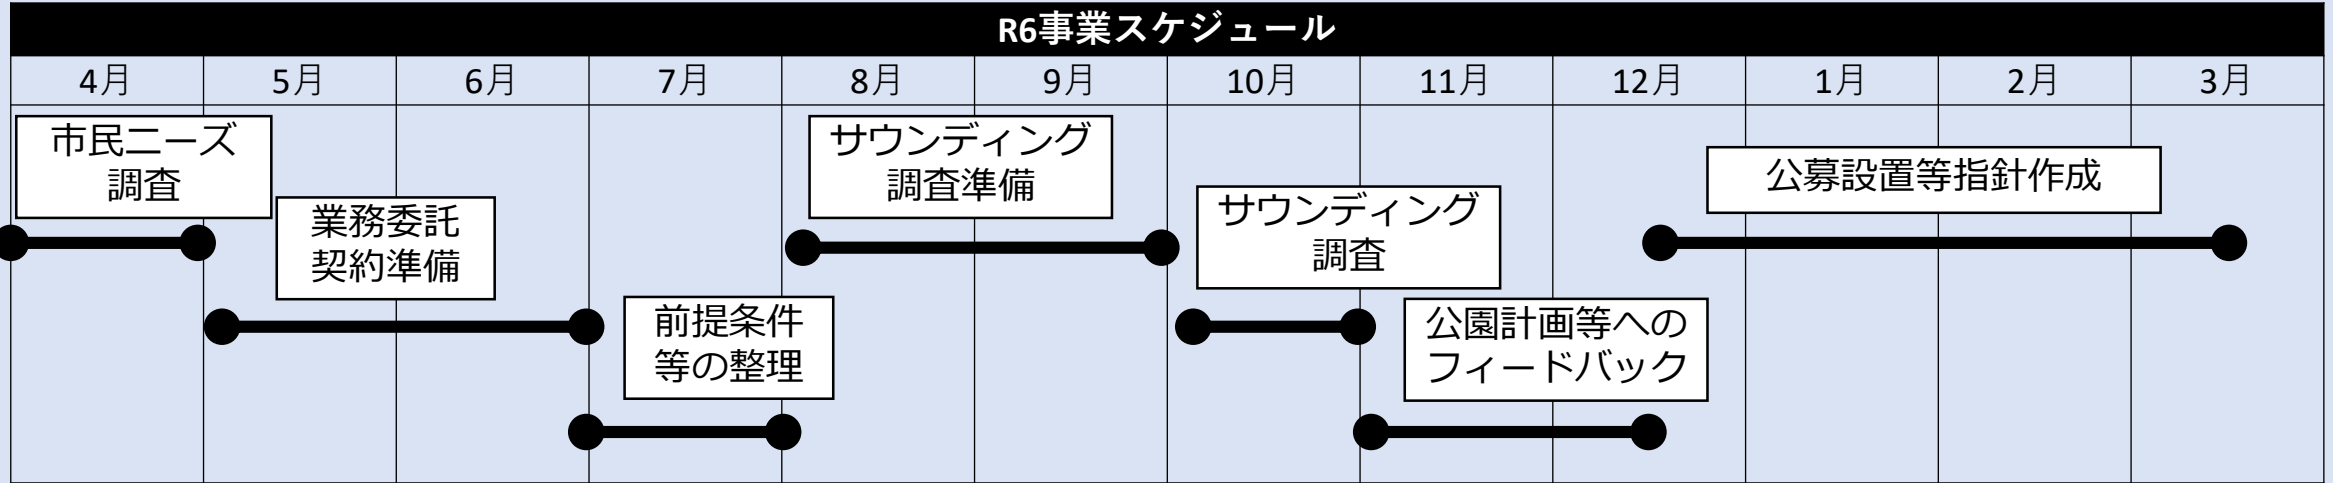 R6事業スケジュール
4月 5月 6月 7月 8月 9月 10月 11月 12月 1月 2月 3月
市民ニーズ
調査
業務委託
契約準備
前提条件
等の整理
サウンディング
調査準備
サウンディング
調査
公園計画等への
フィードバック
公募設置等指針作成